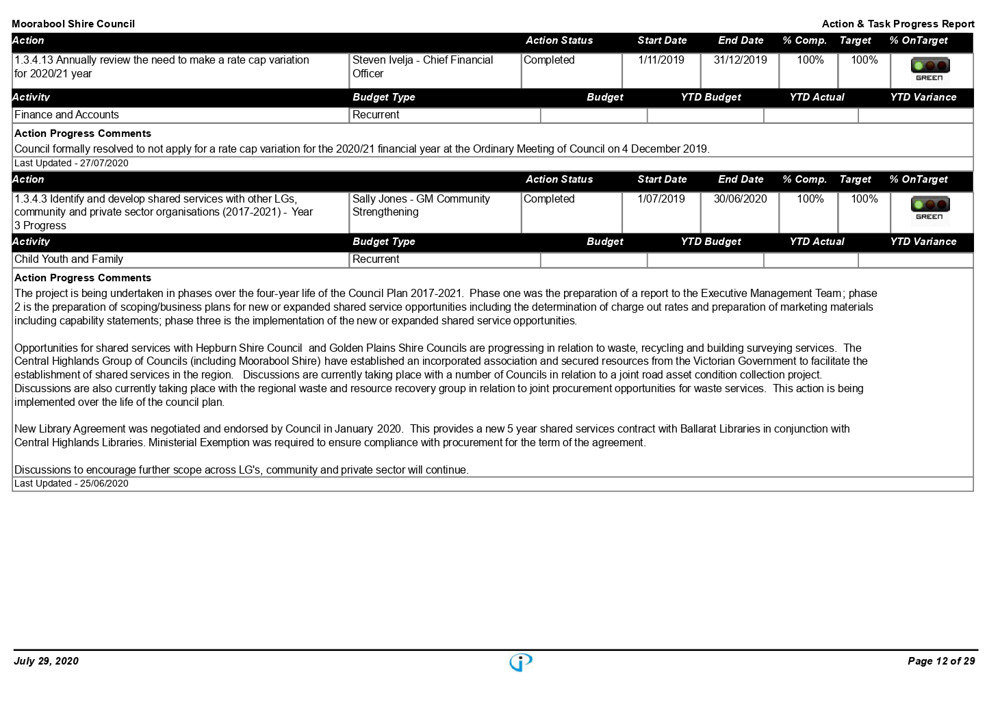 Moorabool Shire Council Action & Task Progress Report
Action Action Status Start Date End Date % Comp. Target % OnTarget
1.3.4.13 Annually review the need to make a rate cap variation Steven Ivelja - Chief Financial Completed 1/11/2019 31/12/2019 100% 100%
for 2020/21 year Officer
GREEN
Activity Budget Type Budget YTD Budget YTD Actual YTD Variance
Finance and Accounts Recurrent
Action Progress Comments
Council formally resolved to not apply for a rate cap variation for the 2020/21 financial year at the Ordinary Meeting of Council on 4 December 2019.
Last Updated - 27/07/2020
Action Action Status Start Date End Date % Comp. Target % OnTarget
1.3.4.3 Identify and develop shared services with other LGs, Sally Jones - GM Community Completed 1/07/2019 30/06/2020 100% 100%
community and private sector organisations (2017-2021) - Year Strengthening
GREEN
3 Progress
Activity Budget Type Budget YTD Budget YTD Actual YTD Variance
Child Youth and Family Recurrent
Action Progress Comments
The project is being undertaken in phases over the four-year life of the Council Plan 2017-2021. Phase one was the preparation of a report to the Executive Management Team; phase
2 is the preparation of scoping/business plans for new or expanded shared service opportunities including the determination of charge out rates and preparation of marketing materials
including capability statements; phase three is the implementation of the new or expanded shared service opportunities.
Opportunities for shared services with Hepburn Shire Council and Golden Plains Shire Councils are progressing in relation to waste, recycling and building surveying services. The
Central Highlands Group of Councils (including Moorabool Shire) have established an incorporated association and secured resources from the Victorian Government to facilitate the
establishment of shared services in the region. Discussions are currently taking place with a number of Councils in relation to a joint road asset condition collection project.
Discussions are also currently taking place with the regional waste and resource recovery group in relation to joint procurement opportunities for waste services. This action is being
implemented over the life of the council plan.
New Library Agreement was negotiated and endorsed by Council in January 2020. This provides a new 5 year shared services contract with Ballarat Libraries in conjunction with
Central Highlands Libraries. Ministerial Exemption was required to ensure compliance with procurement for the term of the agreement.
Discussions to encourage further scope across LG's, community and private sector will continue.
Last Updated - 25/06/2020
July 29, 2020 Page 12 of 29